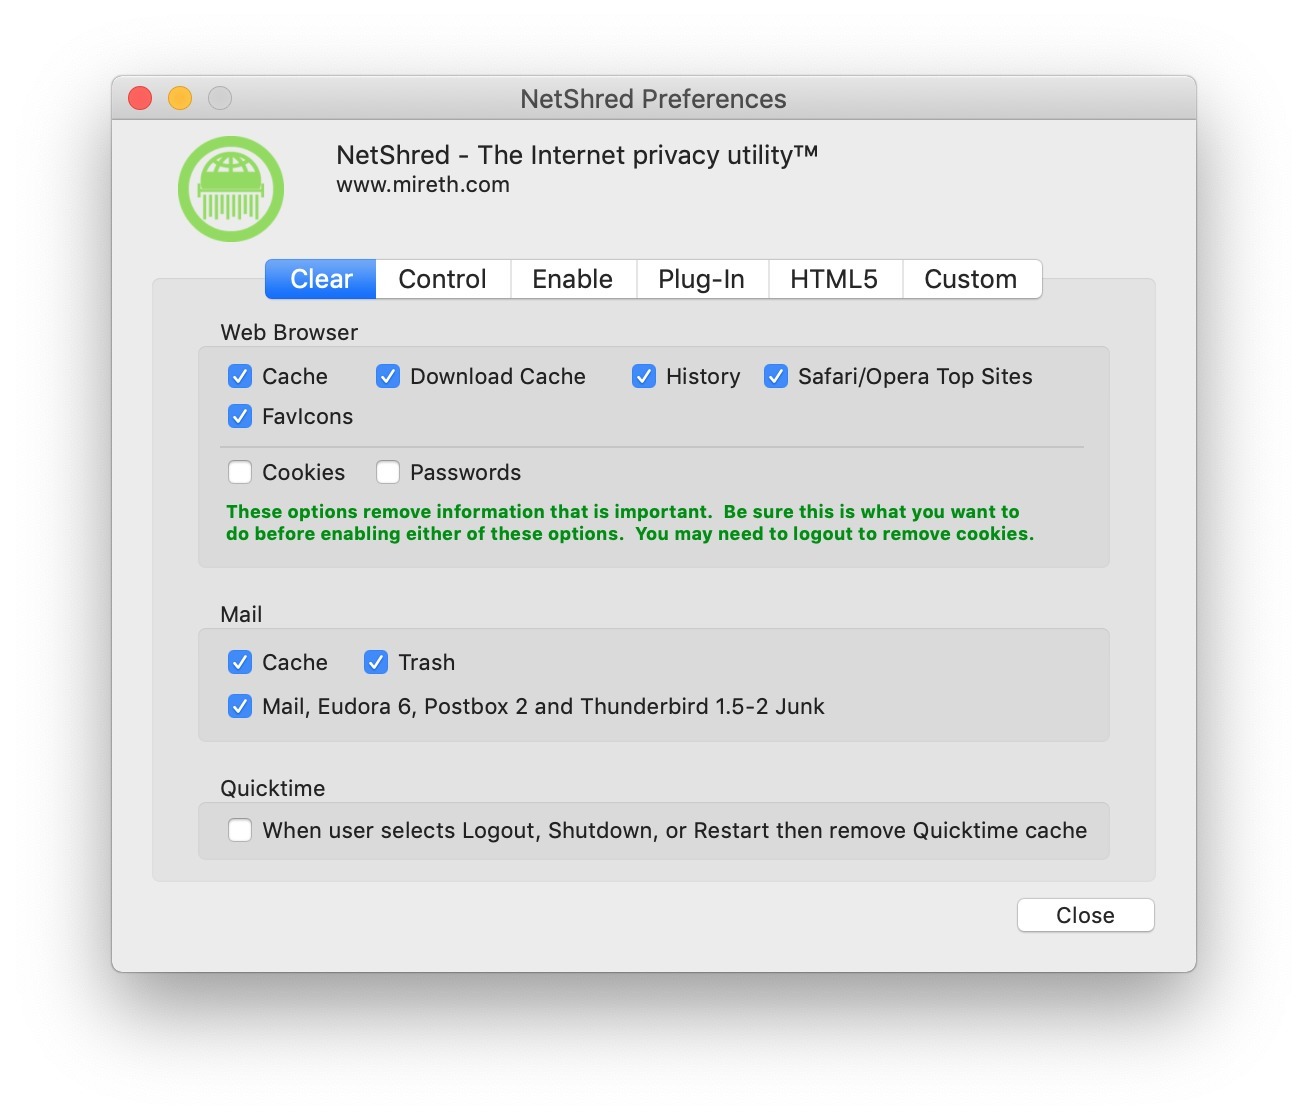 NetShred Preferences
NetShred - The Internet privacy utility™
www.mireth.com
Clear Control Enable Plug-In HTML5 Custom
Web Browser
Cache Download Cache History Safari/Opera Top Sites
FavIcons
Cookies Passwords
These options remove information that is important.  Be sure this is what you want to
do before enabling either of these options.  You may need to logout to remove cookies.
Mail
Cache Trash
Mail, Eudora 6, Postbox 2 and Thunderbird 1.5-2 Junk
Quicktime
When user selects Logout, Shutdown, or Restart then remove Quicktime cache
Close